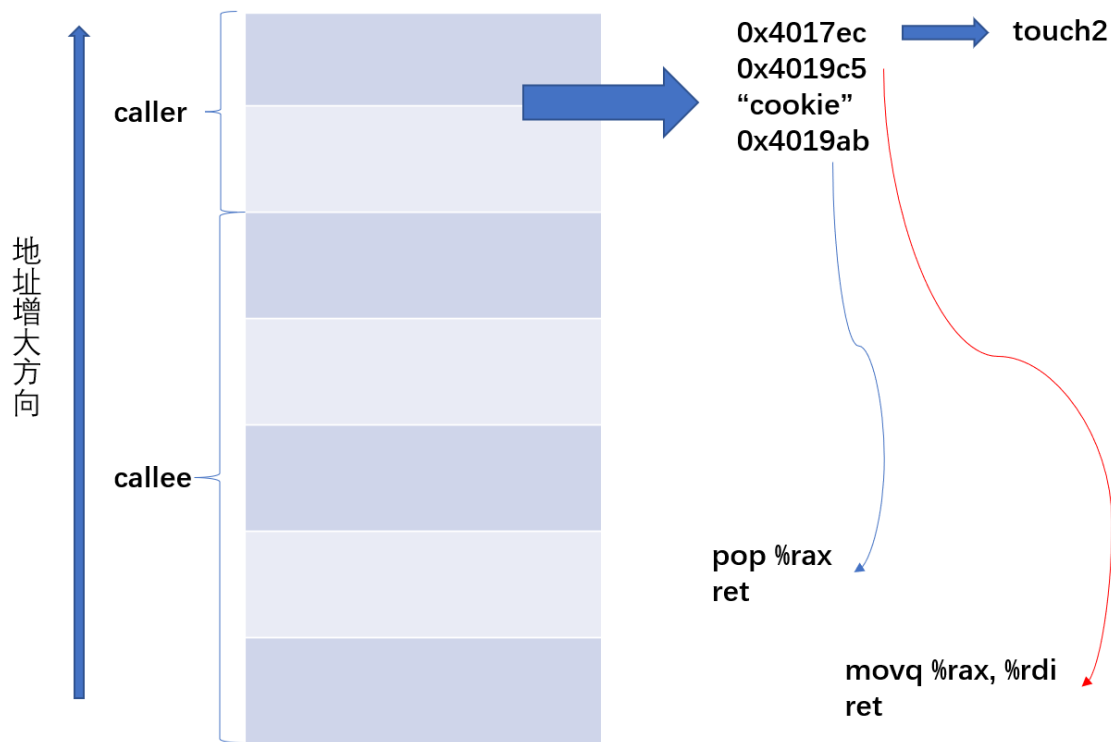 0x4017ec
touch2
0x4019c5
“cookie”
0x4019ab
caller
地址增大方向
callee
pop %rax
ret
movq %rax, %rdi
ret